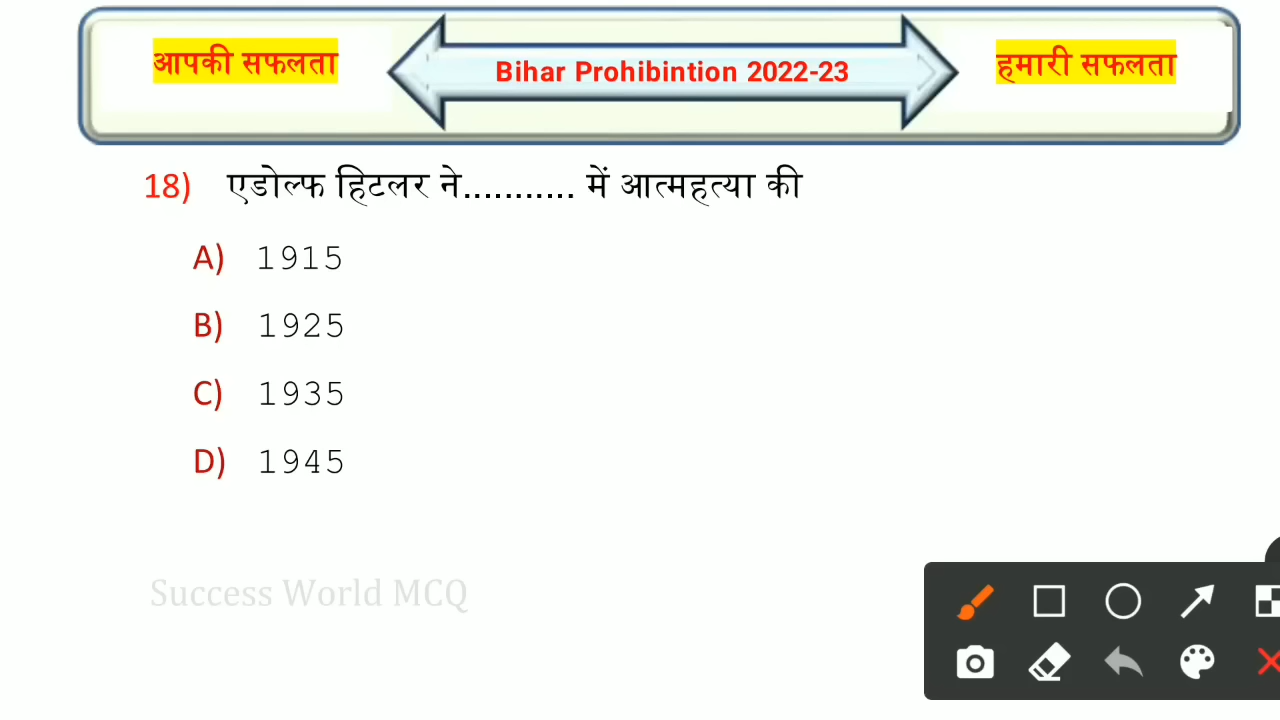 आपकी सफलता
Bihar Prohibintion 2022-23
हमारी सफलता
18) एडोल्फ हिटलर ने........... में आत्महत्या की
A) 1915
B) 1925
C) 1935
D) 1945
Success World MCQ